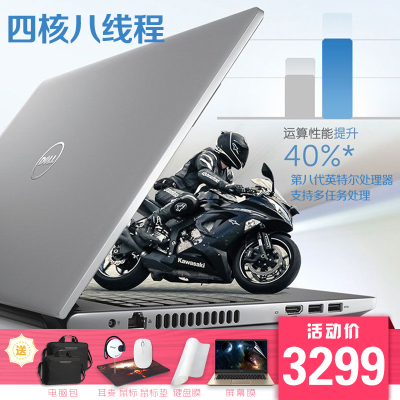 四核八线程
运算性能提升
40%*
第八代英特尔处理器
支持多任务处理
DELL
Kawasaki
送
电脑包
耳麦
鼠标
鼠标垫
键盘膜
屏幕膜
活动价
3299